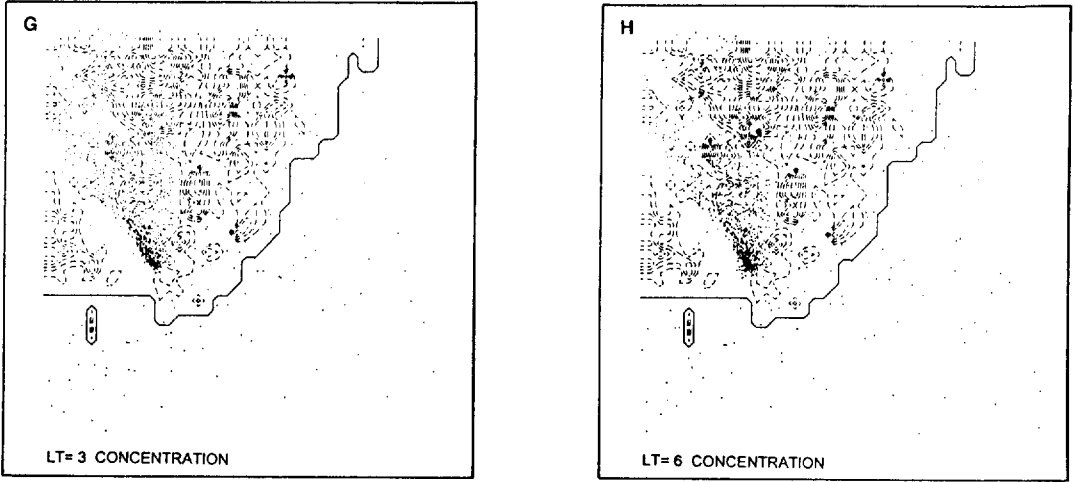 G
LT= 3 CONCENTRATION
H
LT= 6 CONCENTRATION